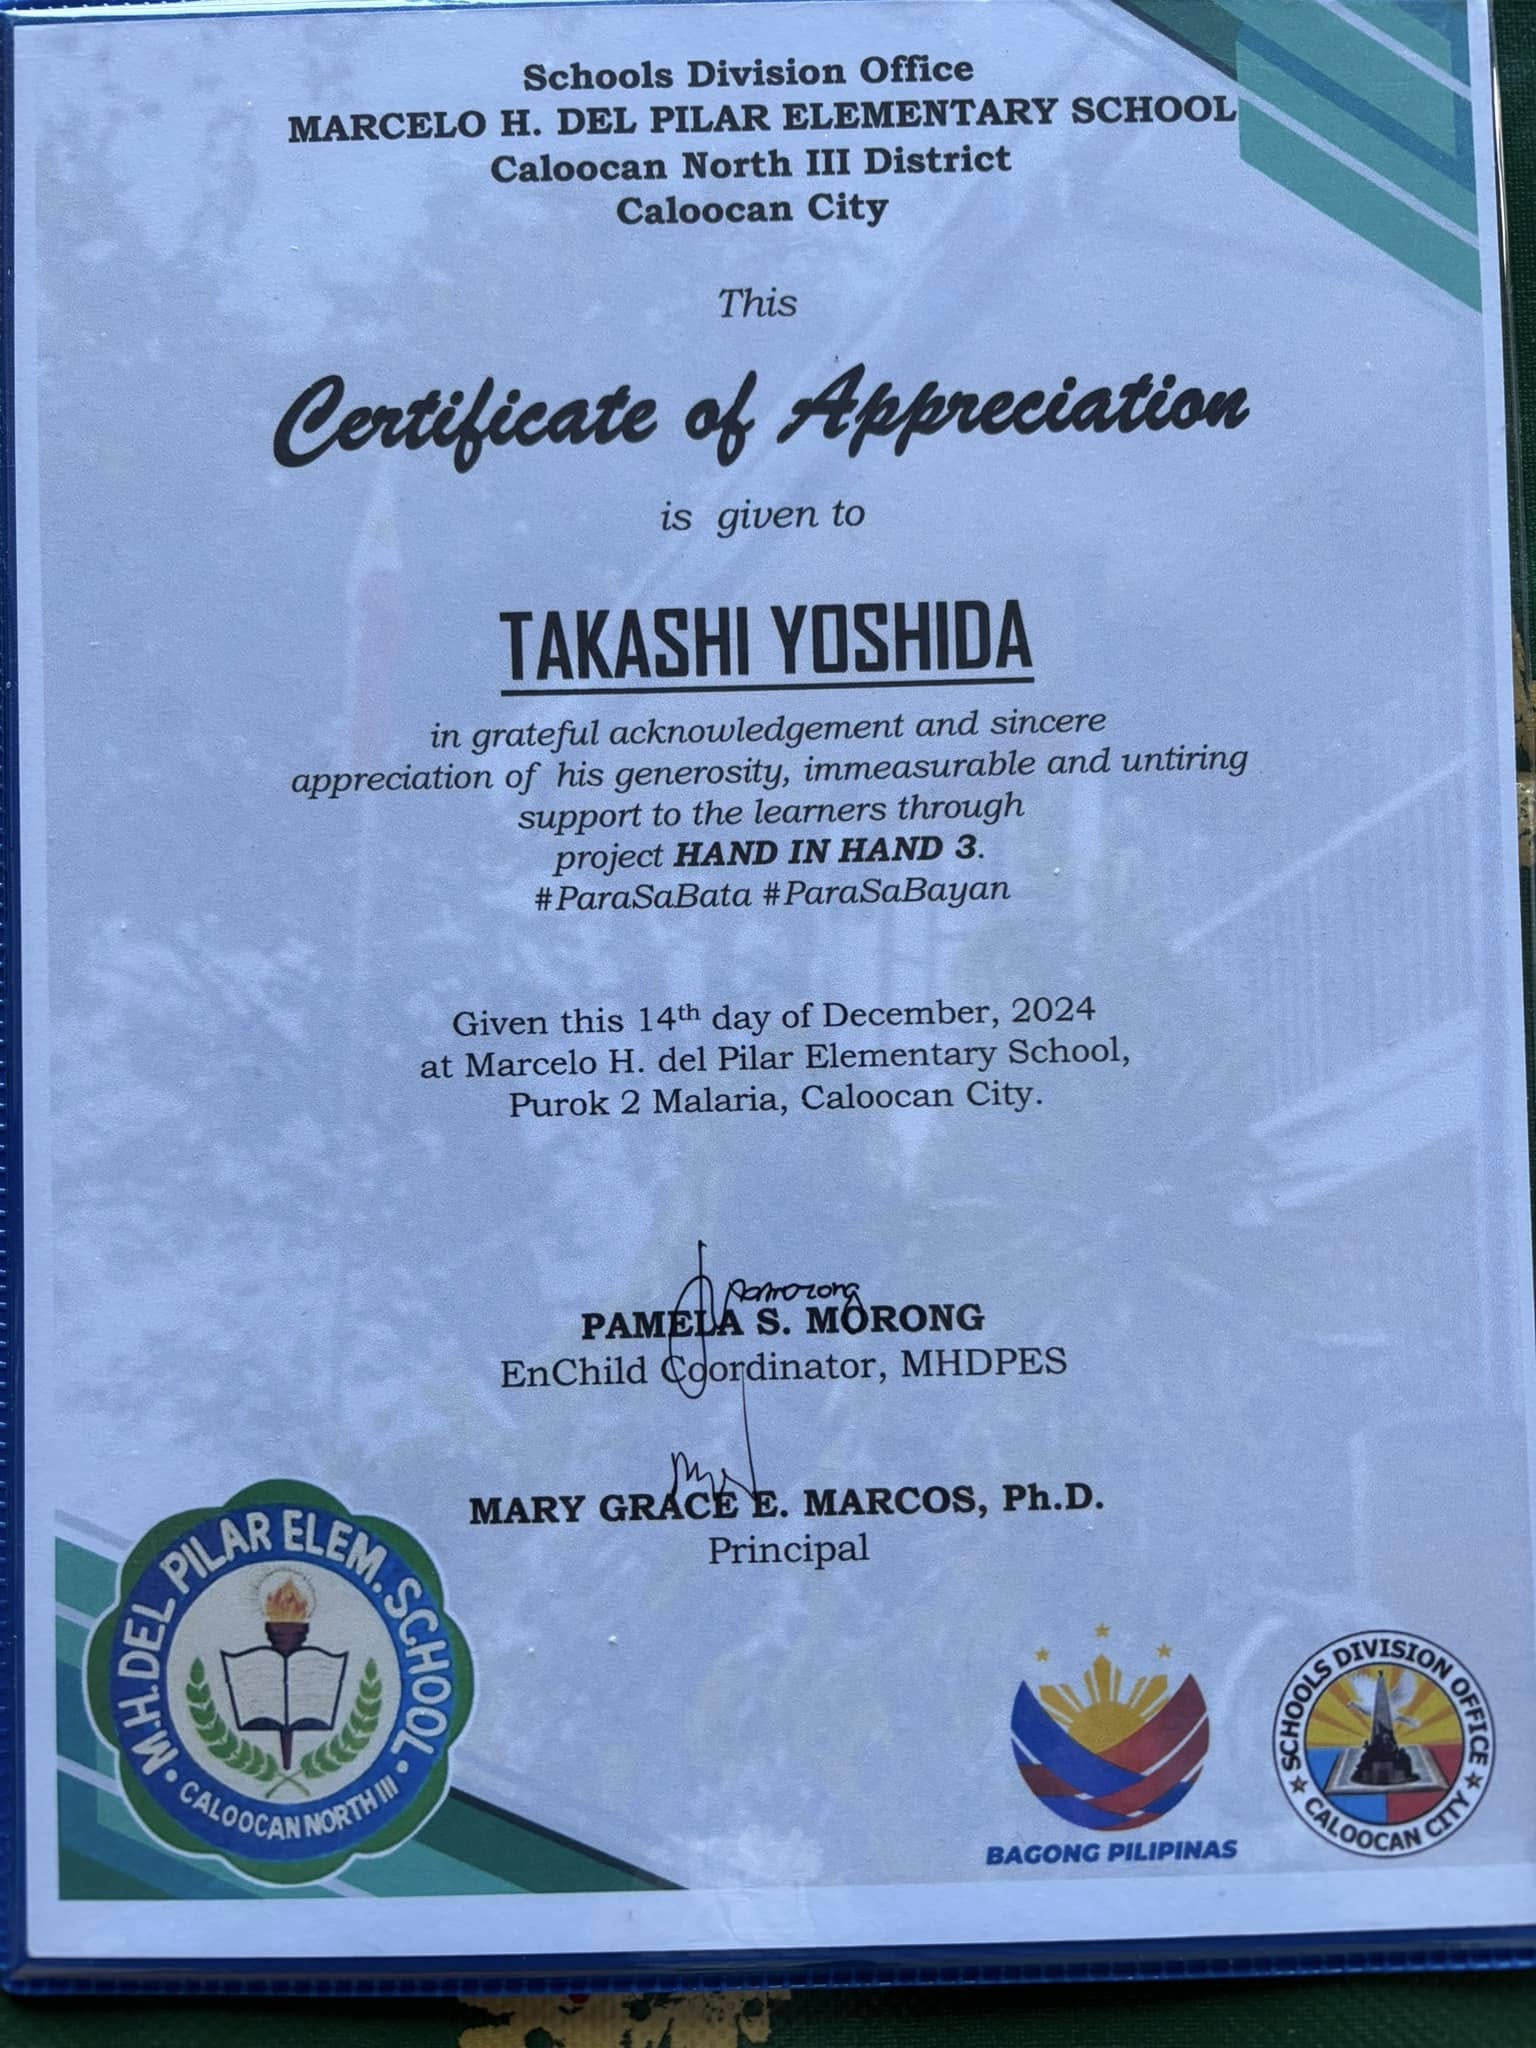 Schools Division Office
MARCELO H. DEL PILAR ELEMENTARY SCHOOL
Caloocan North III District
Caloocan City
This
Certificate of Appreciation
is given to
TAKASHI YOSHIDA
in grateful acknowledgement and sincere
appreciation of his generosity, immeasurable and untiring
support to the learners through
project HAND IN HAND 3.
#ParaSaBata #ParaSaBayan
Given this 14th day of December, 2024
at Marcelo H. del Pilar Elementary School,
Purok 2 Malaria, Caloocan City.
PAMELA S. MORONG
EnChild Coordinator, MHDPES
MARY GRACE E. MARCOS, Ph.D.
Principal
M.H. DEL PILAR ELEM. SCHOOL
CALOOCAN NORTH III
BAGONG PILIPINAS
SCHOOLS DIVISION OFFICE
CALOOCAN CITY